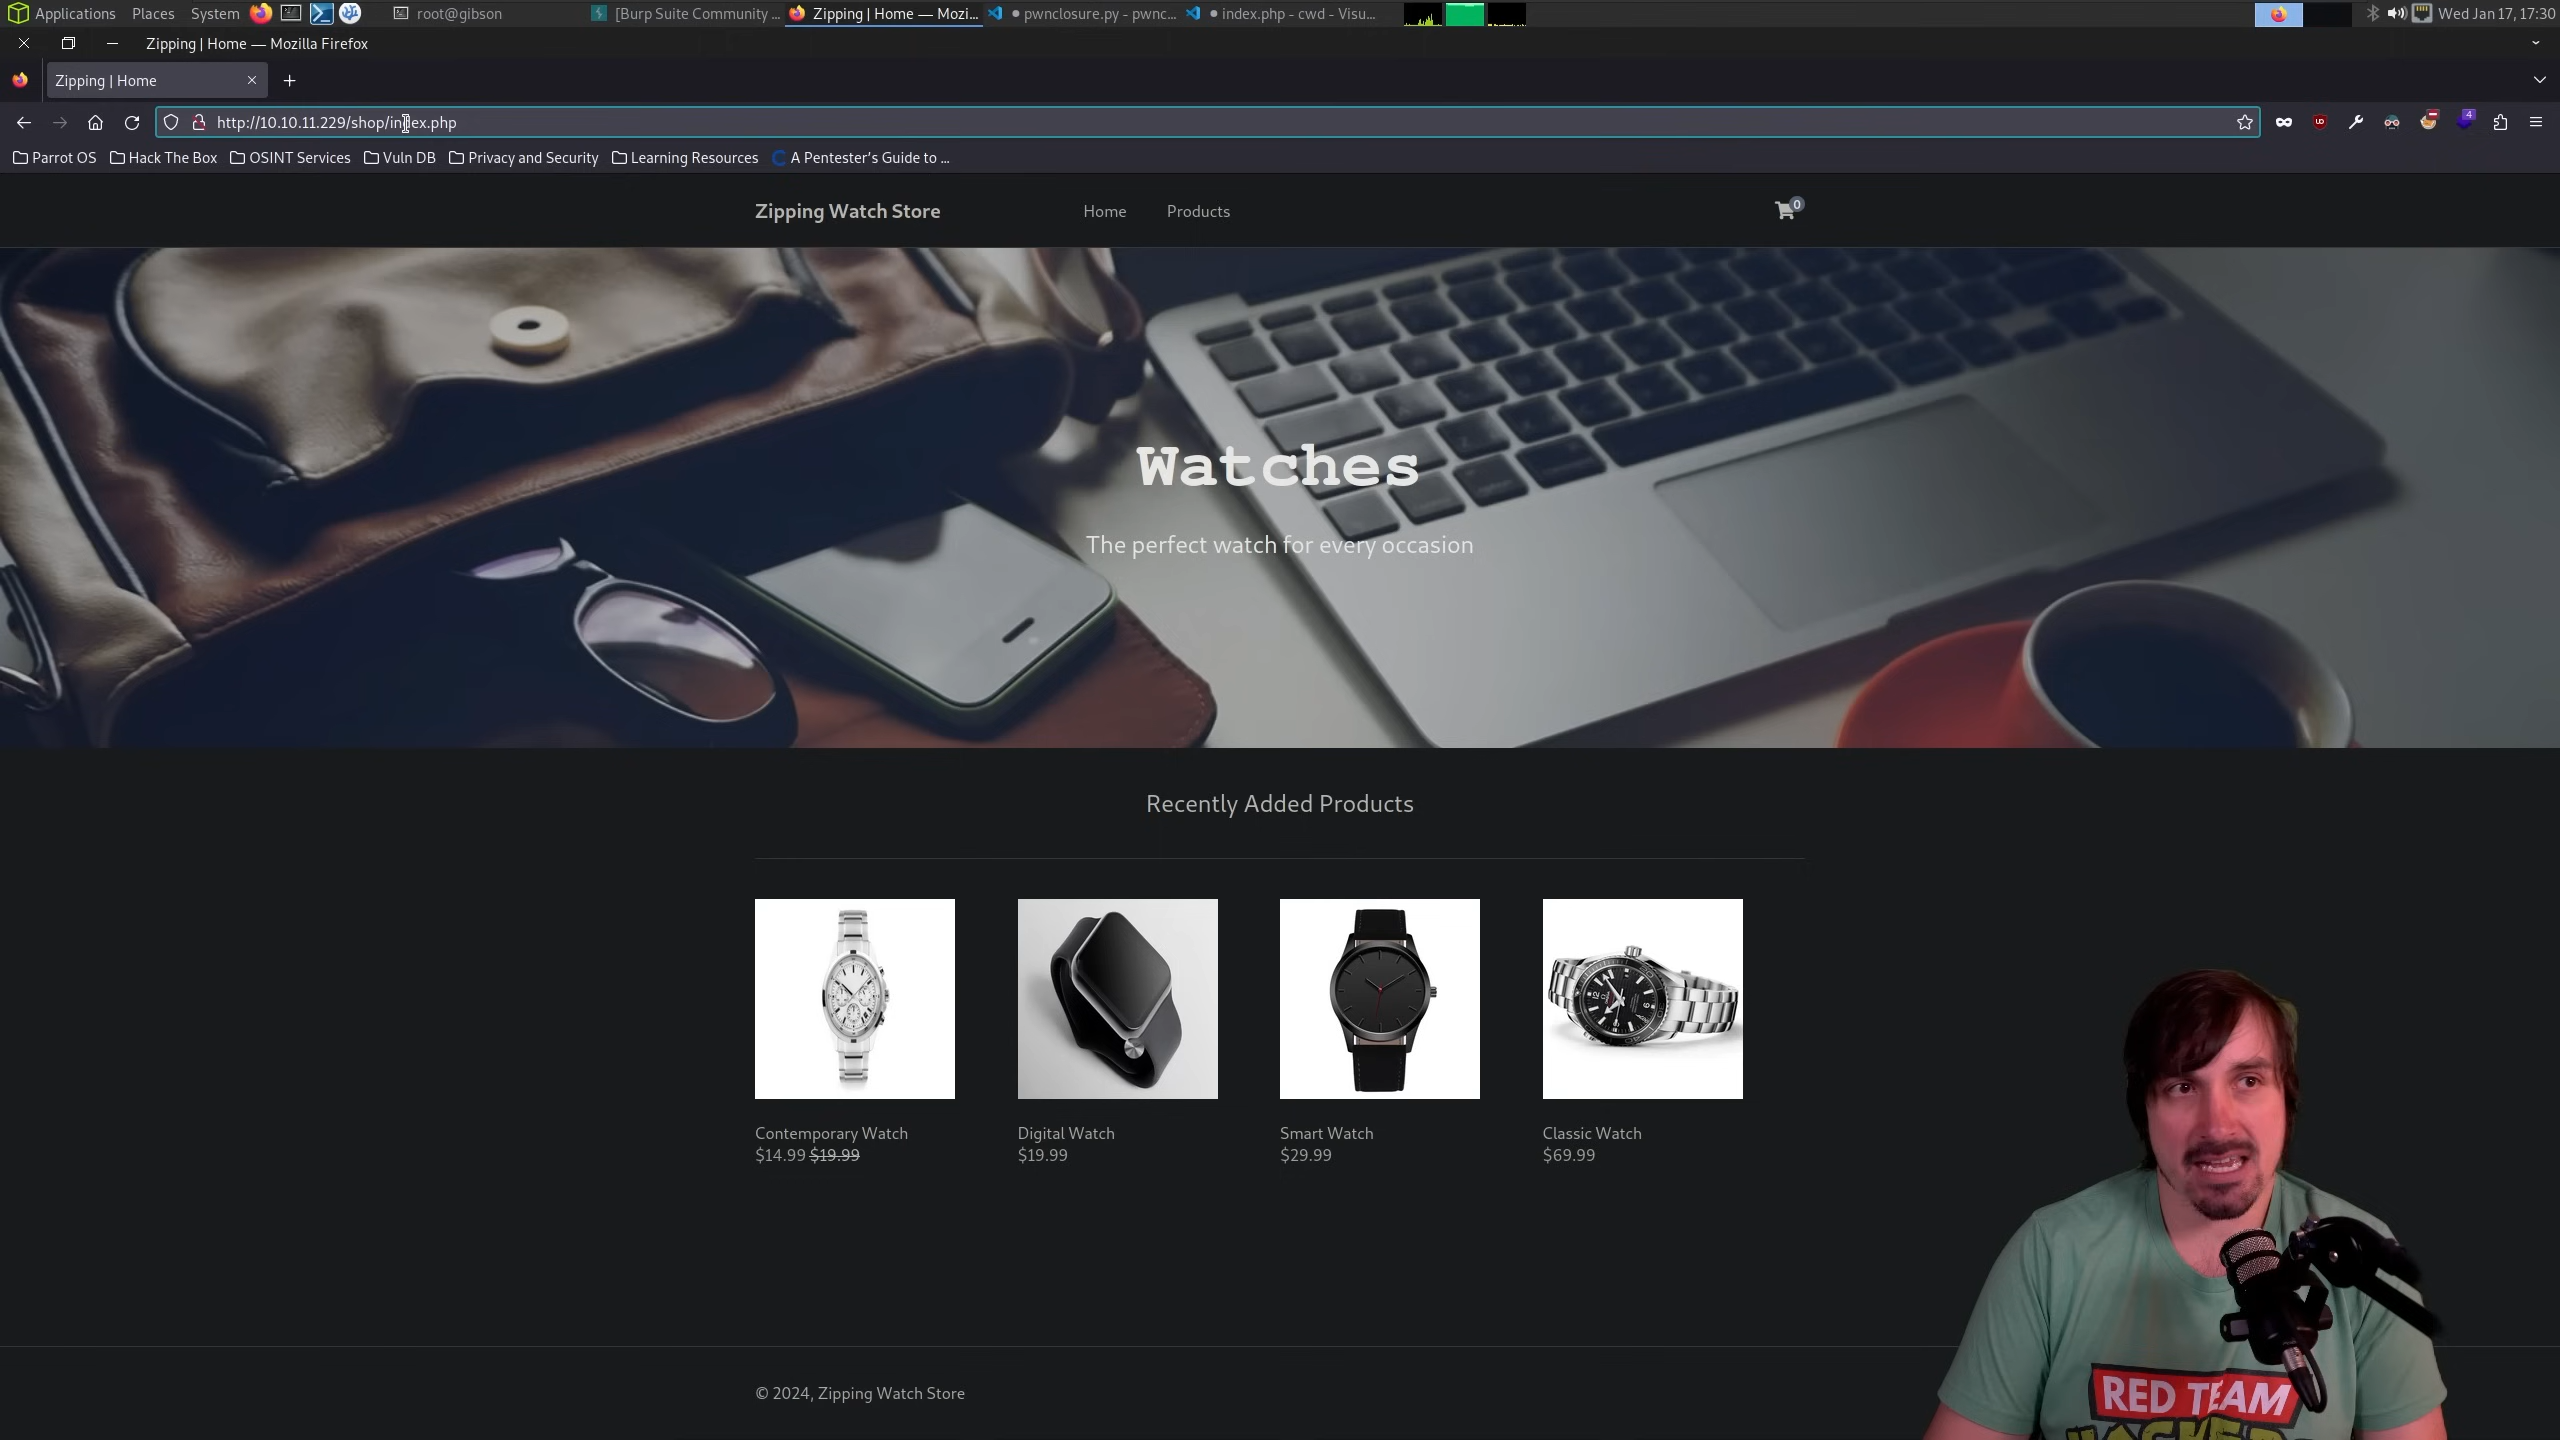 Applications Places System root@gibson [Burp Suite Community ... Zipping | Home — Mozi... pwnclosure.py - pwnc... index.php - cwd - Visu... Wed Jan 17, 17:30
Zipping | Home — Mozilla Firefox
Zipping | Home
http://10.10.11.229/shop/index.php
4
Parrot OS Hack The Box OSINT Services Vuln DB Privacy and Security Learning Resources A Pentester's Guide to ...
Zipping Watch Store Home Products 0
Watches
The perfect watch for every occasion
Recently Added Products
Contemporary Watch
$14.99 $19.99
Digital Watch
$19.99
Smart Watch
$29.99
Classic Watch
$69.99
© 2024, Zipping Watch Store
RED TEAM